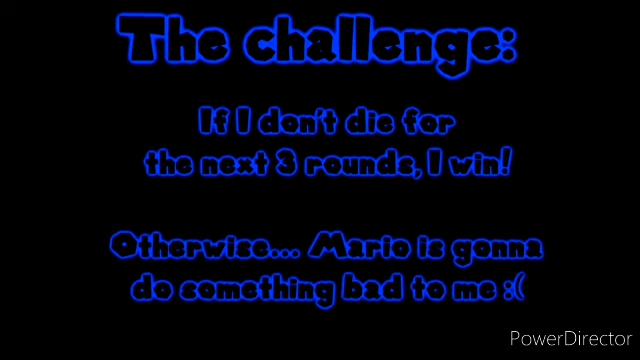 The challenge:
If I don't die for
the next 3 rounds, I win!
Otherwise... Mario is gonna
do something bad to me :(
PowerDirector